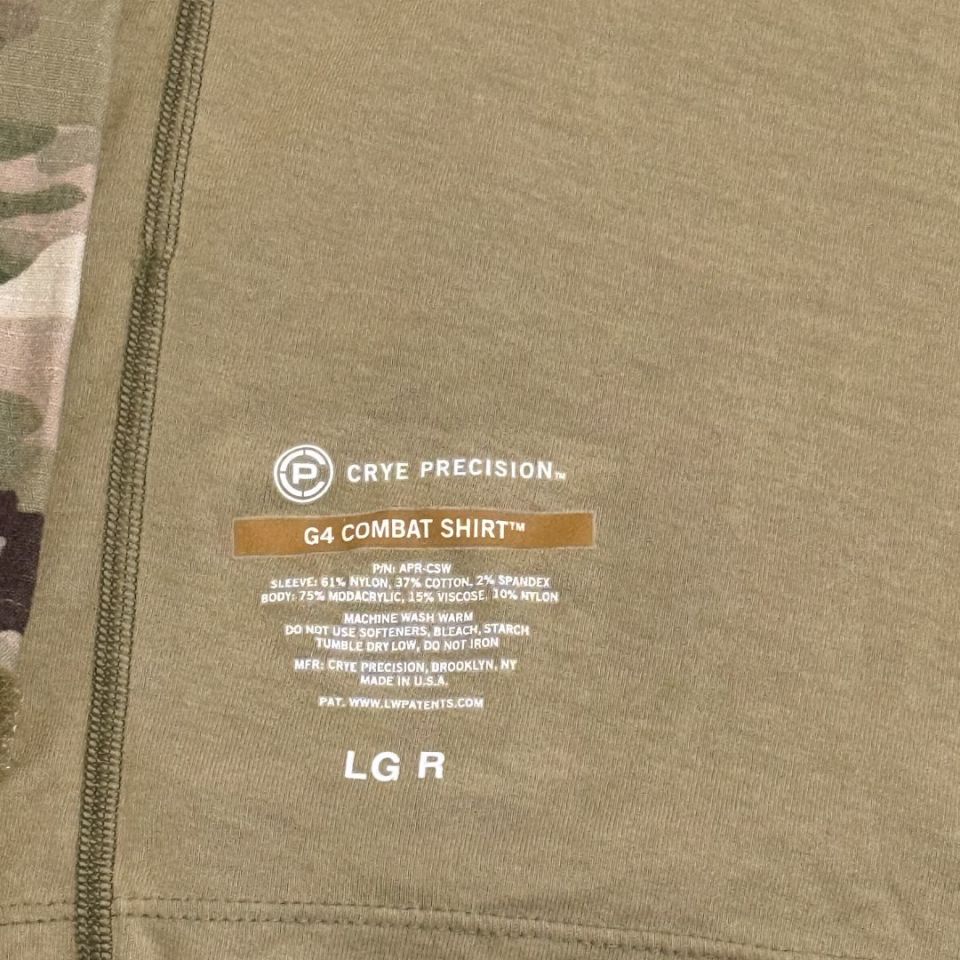 CP CRYE PRECISION™
G4 COMBAT SHIRT™
P/N: APR-CSW
SLEEVE: 61% NYLON, 37% COTTON. 2% SPANDEX
BODY: 75% MODACRYLIC, 15% VISCOSE, 10% NYLON
MACHINE WASH WARM
DO NOT USE SOFTENERS, BLEACH, STARCH
TUMBLE DRY LOW, DO NOT IRON
MFR: CRYE PRECISION, BROOKLYN, NY
MADE IN U.S.A.
PAT. WWW.LWPATENTS.COM
LG R